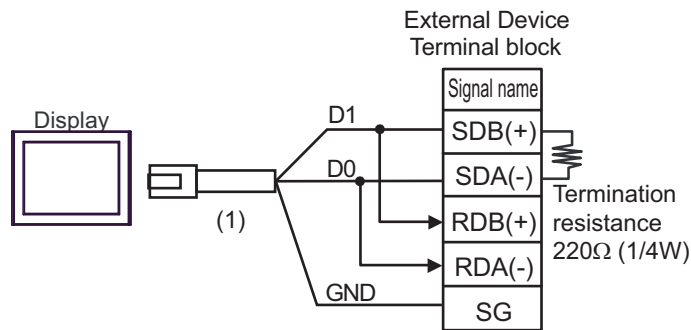 External Device
Terminal block
Signal name
Display
D1
SDB(+)
D0
SDA(-)
Termination
resistance
220Ω (1/4W)
(1)
RDB(+)
RDA(-)
GND
SG